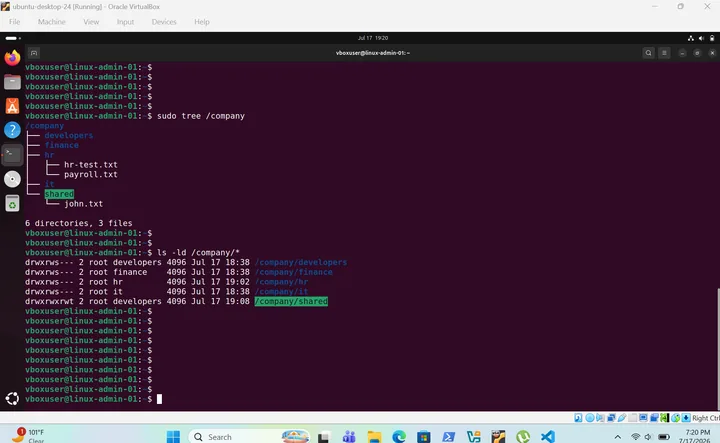 ubuntu-desktop-24 [Running] - Oracle VirtualBox
File Machine View Input Devices Help
Jul 17 19:20
vboxuser@linux-admin-01: ~
vboxuser@linux-admin-01:~$
vboxuser@linux-admin-01:~$
vboxuser@linux-admin-01:~$
vboxuser@linux-admin-01:~$
vboxuser@linux-admin-01:~$
vboxuser@linux-admin-01:~$ sudo tree /company
/company
├── developers
├── finance
├── hr
│   ├── hr-test.txt
│   └── payroll.txt
├── it
└── shared
    └── john.txt
6 directories, 3 files
vboxuser@linux-admin-01:~$
vboxuser@linux-admin-01:~$
vboxuser@linux-admin-01:~$ ls -ld /company/*
drwxrws--- 2 root developers 4096 Jul 17 18:38 /company/developers
drwxrws--- 2 root finance    4096 Jul 17 18:38 /company/finance
drwxrws--- 2 root hr         4096 Jul 17 19:02 /company/hr
drwxrws--- 2 root it         4096 Jul 17 18:38 /company/it
drwxrwxrwt 2 root developers 4096 Jul 17 19:08 /company/shared
vboxuser@linux-admin-01:~$
vboxuser@linux-admin-01:~$
vboxuser@linux-admin-01:~$
vboxuser@linux-admin-01:~$
vboxuser@linux-admin-01:~$
vboxuser@linux-admin-01:~$
vboxuser@linux-admin-01:~$
vboxuser@linux-admin-01:~$
vboxuser@linux-admin-01:~$
vboxuser@linux-admin-01:~$
Right Ctrl
1
101°F
Clear
Search
7:20 PM